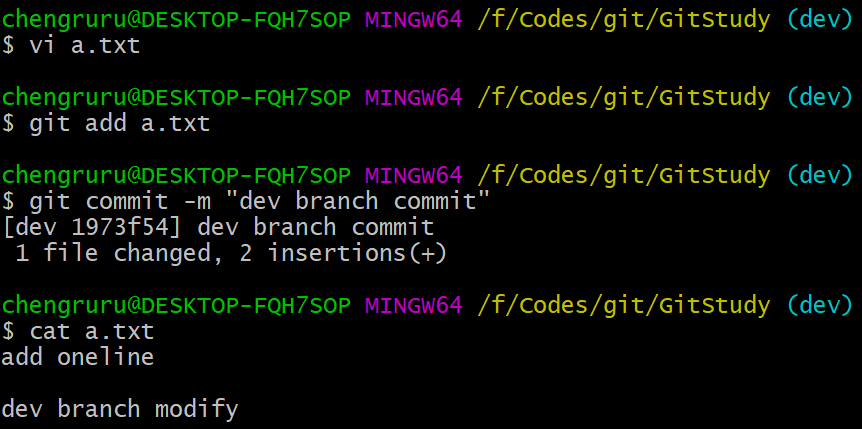 chengruru@DESKTOP-FQH7SOP MINGW64 /f/Codes/git/GitStudy (dev)
$ vi a.txt
chengruru@DESKTOP-FQH7SOP MINGW64 /f/Codes/git/GitStudy (dev)
$ git add a.txt
chengruru@DESKTOP-FQH7SOP MINGW64 /f/Codes/git/GitStudy (dev)
$ git commit -m "dev branch commit"
[dev 1973f54] dev branch commit
 1 file changed, 2 insertions(+)
chengruru@DESKTOP-FQH7SOP MINGW64 /f/Codes/git/GitStudy (dev)
$ cat a.txt
add oneline
dev branch modify